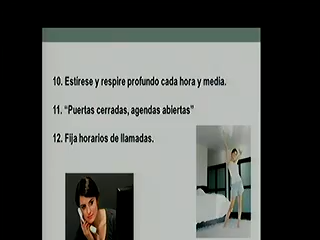 10. Estírese y respire profundo cada hora y media.
11. “Puertas cerradas, agendas abiertas”
12. Fija horarios de llamadas.